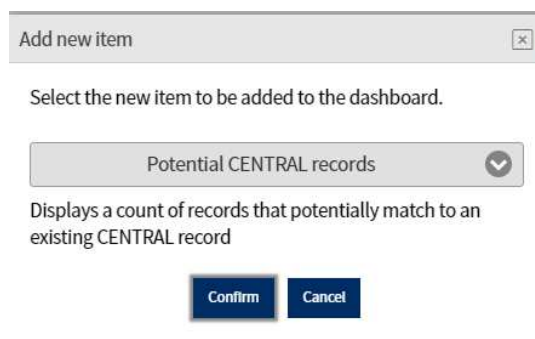 Add new item
Select the new item to be added to the dashboard.
Potential CENTRAL records
Displays a count of records that potentially match to an
existing CENTRAL record
Confirm Cancel